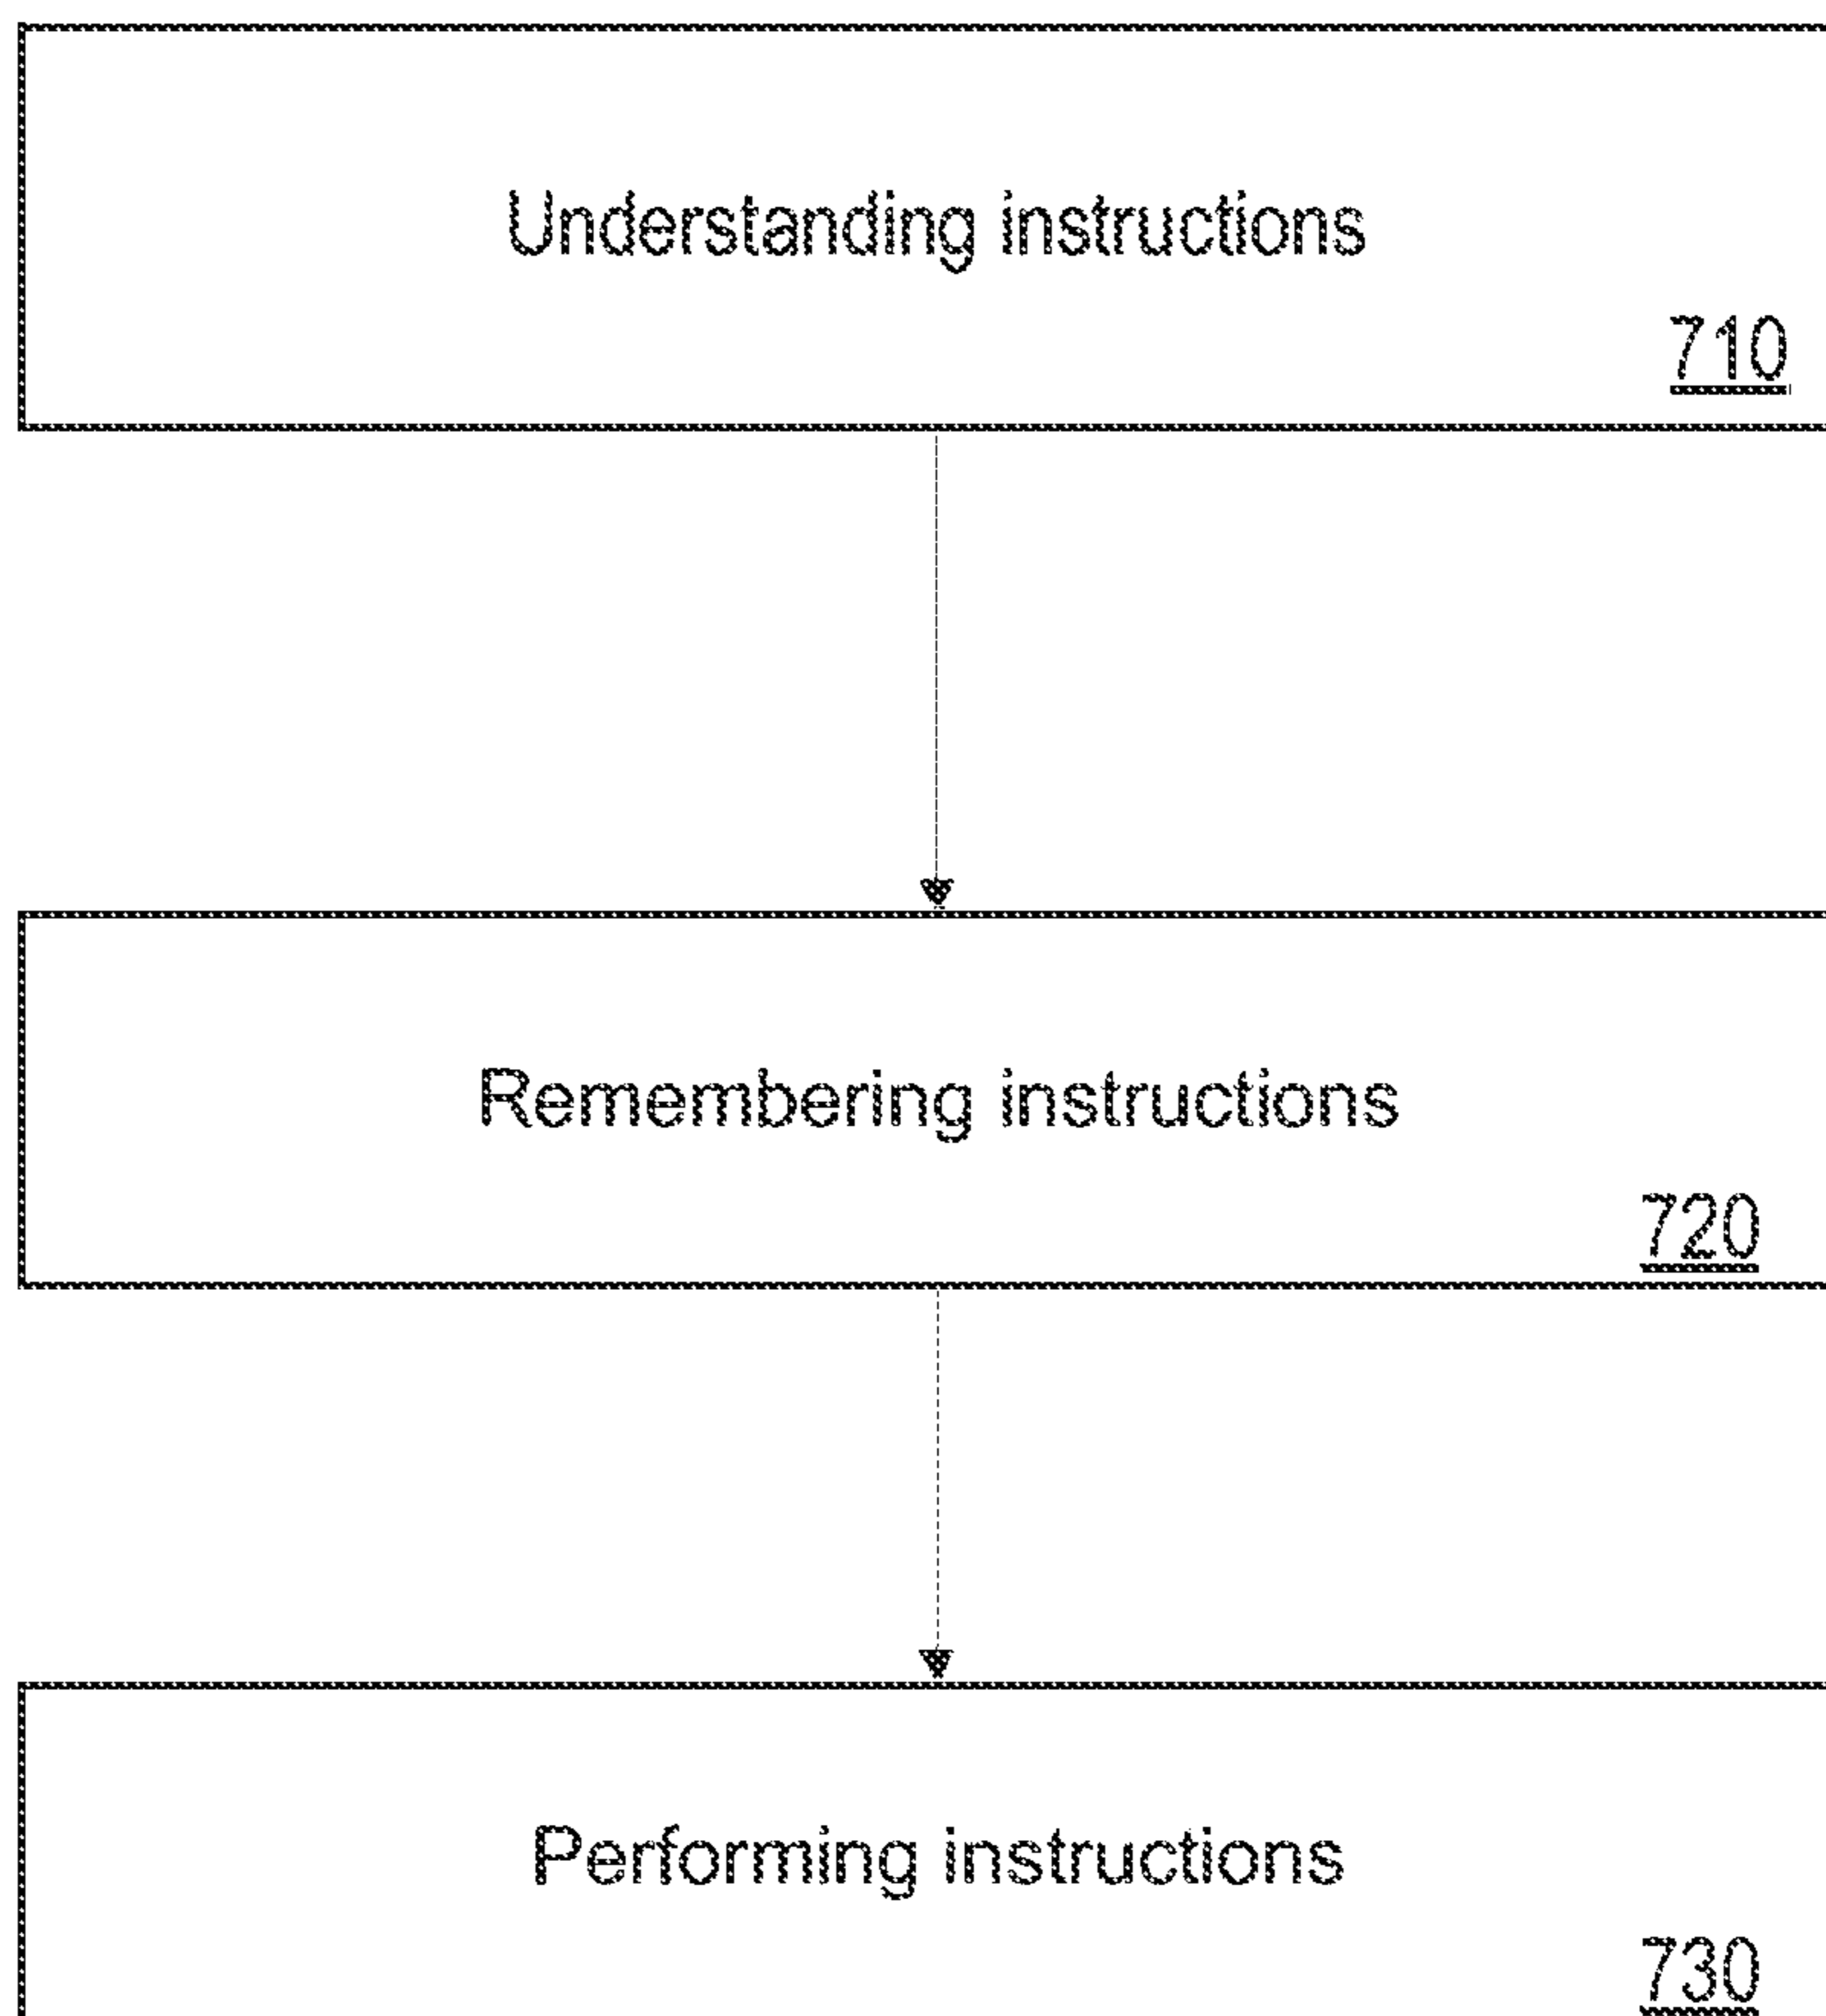 Understanding instructions
710
Remembering instructions
720
Performing instructions
730